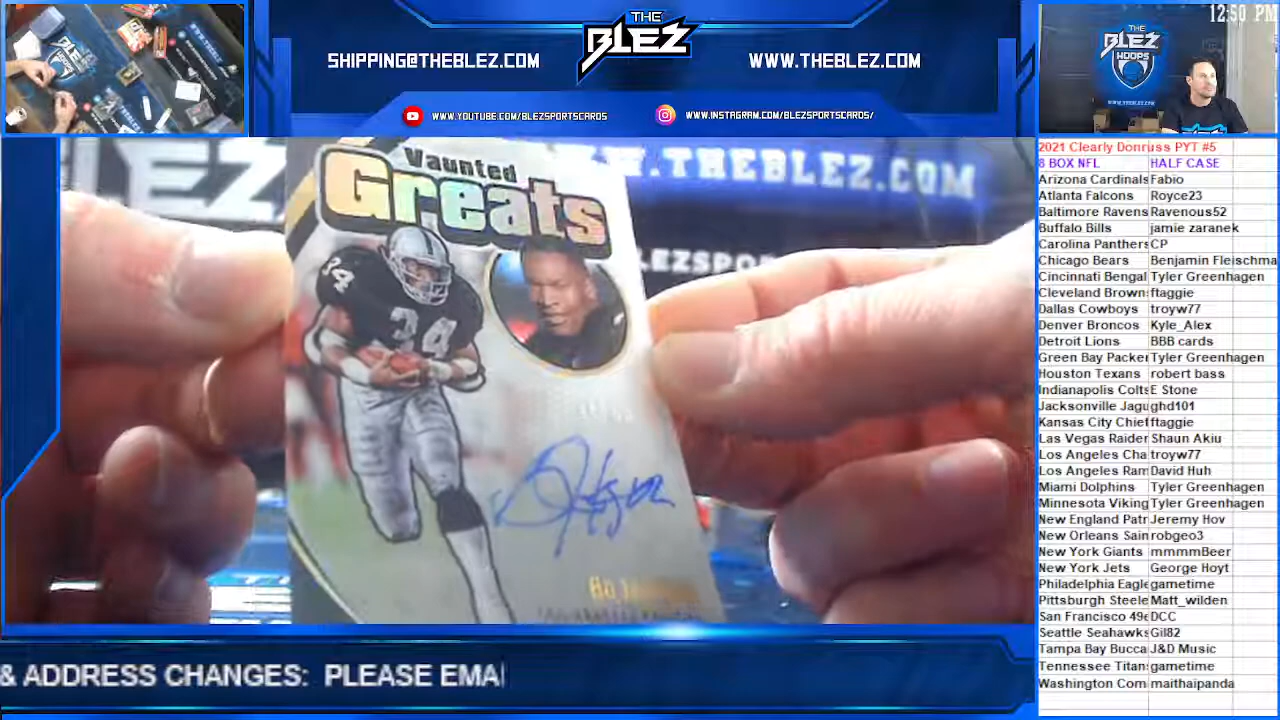 12:50 PM
THE
BLEZ
SHIPPING@THEBLEZ.COM
WWW.THEBLEZ.COM
WWW.YOUTUBE.COM/BLEZSPORTSCARDS
WWW.INSTAGRAM.COM/BLEZSPORTSCARDS/
THE
BLEZ
HOOPS
Vaunted
Greats
W.THEBLEZ.COM
BLEZSPO
34
34
Bo
2021 Clearly Donruss PYT #5
8 BOX NFL HALF CASE
Arizona Cardinals Fabio
Atlanta Falcons Royce23
Baltimore Ravens Ravenous52
Buffalo Bills jamie zaranek
Carolina Panthers CP
Chicago Bears Benjamin Fleischma
Cincinnati Bengal Tyler Greenhagen
Cleveland Brown ftaggie
Dallas Cowboys troyw77
Denver Broncos Kyle_Alex
Detroit Lions BBB cards
Green Bay Packer Tyler Greenhagen
Houston Texans robert bass
Indianapolis Colts E Stone
Jacksonville Jagu ghd101
Kansas City Chief ftaggie
Las Vegas Raider Shaun Akiu
Los Angeles Cha troyw77
Los Angeles Ram David Huh
Miami Dolphins Tyler Greenhagen
Minnesota Viking Tyler Greenhagen
New England Patr Jeremy Hov
New Orleans Sain robgeo3
New York Giants mmmmBeer
New York Jets George Hoyt
Philadelphia Eagle gametime
Pittsburgh Steele Matt_wilden
San Francisco 49e DCC
Seattle Seahawks Gil82
Tampa Bay Bucca J&D Music
Tennessee Titan gametime
Washington Com maithaipanda
& ADDRESS CHANGES: PLEASE EMAI